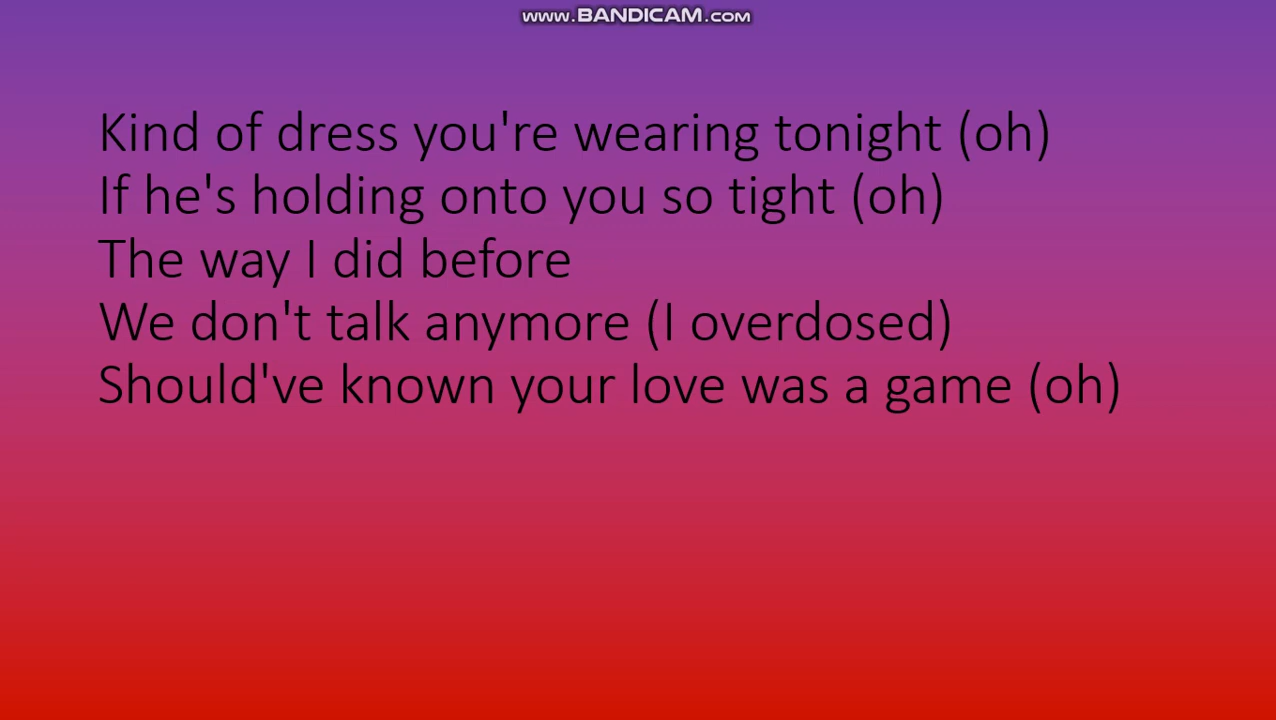 www.BANDICAM.com
Kind of dress you're wearing tonight (oh)
If he's holding onto you so tight (oh)
The way I did before
We don't talk anymore (I overdosed)
Should've known your love was a game (oh)